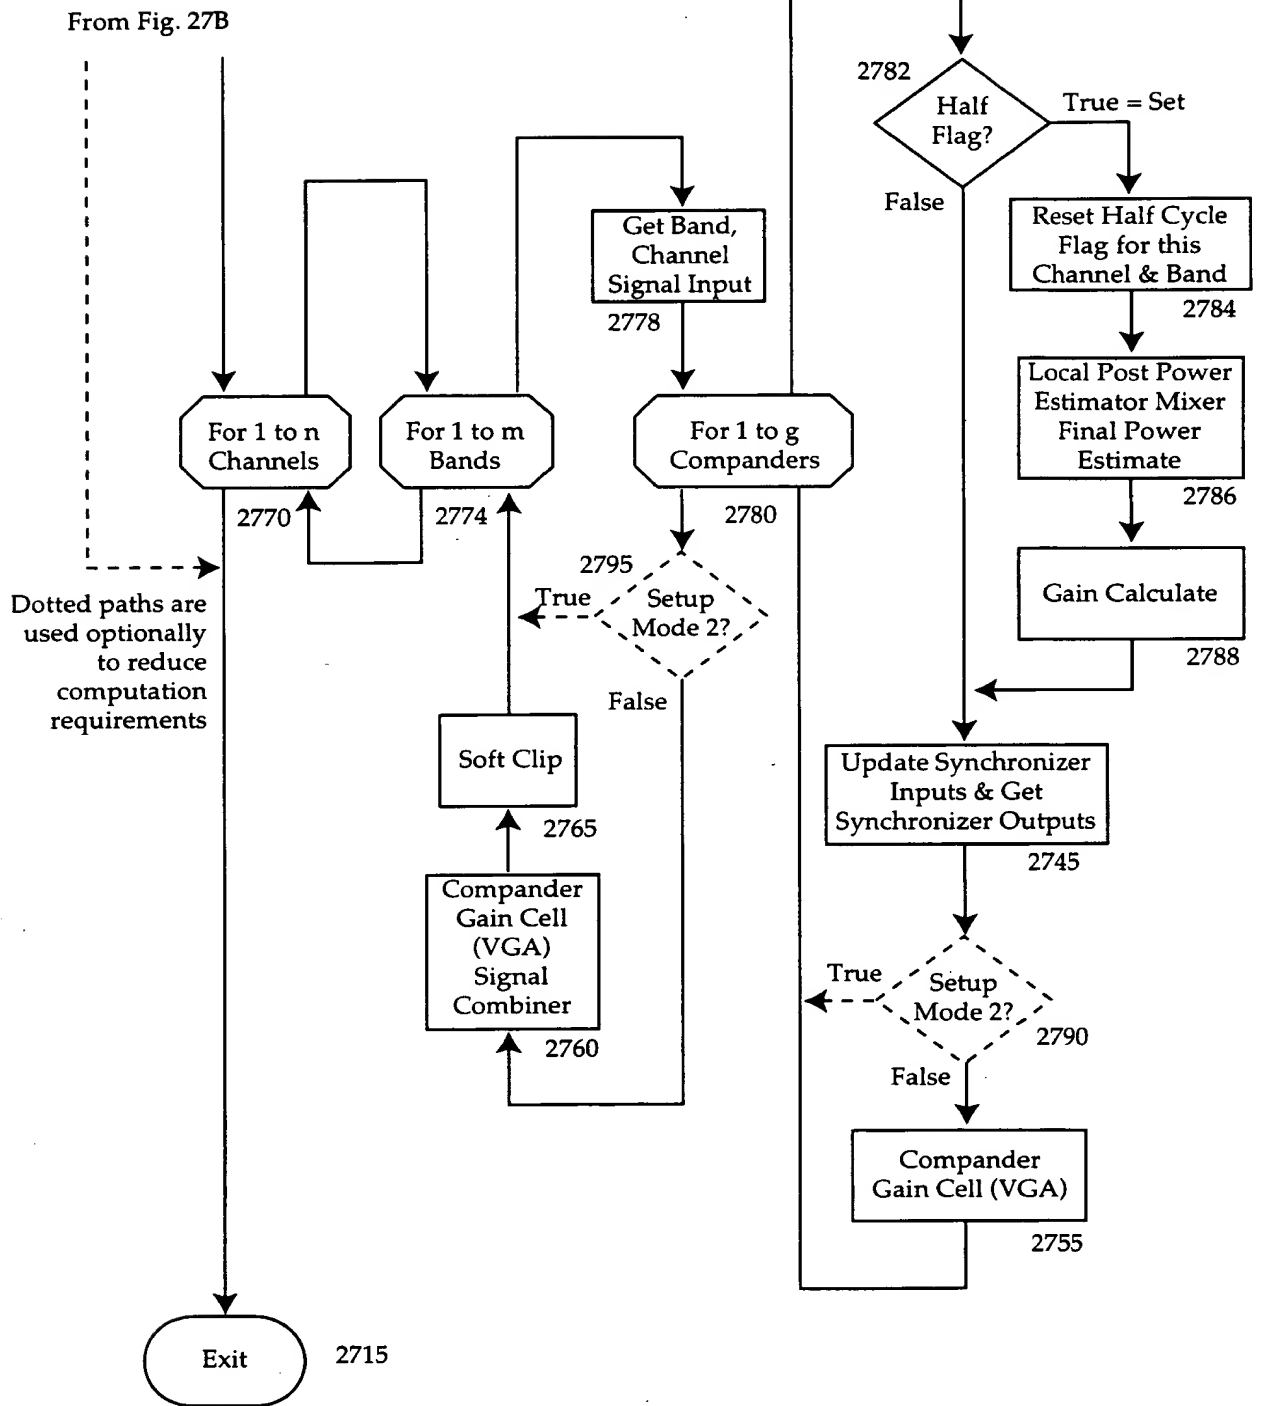 From Fig. 27B
2782
Half
Flag?
True = Set
False
Reset Half Cycle
Flag for this
Channel & Band
2784
Get Band,
Channel
Signal Input
2778
Local Post Power
Estimator Mixer
Final Power
Estimate
2786
For 1 to n
Channels
2770
For 1 to m
Bands
2774
For 1 to g
Companders
2780
2795
Setup
Mode 2?
True
False
Gain Calculate
2788
Dotted paths are
used optionally
to reduce
computation
requirements
Soft Clip
2765
Update Synchronizer
Inputs & Get
Synchronizer Outputs
2745
Compander
Gain Cell
(VGA)
Signal
Combiner
2760
True
Setup
Mode 2?
2790
False
Compander
Gain Cell (VGA)
2755
Exit
2715